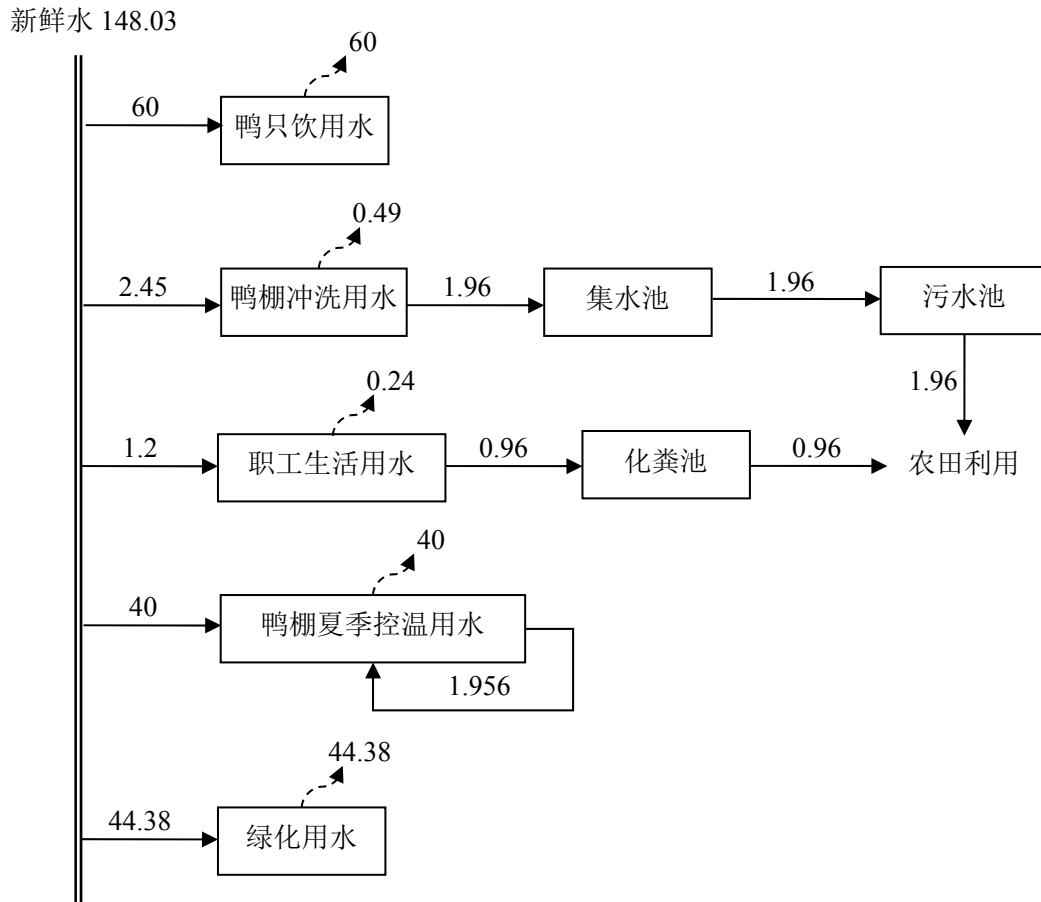 新鲜水 148.03
60
60
鸭只饮用水
0.49
2.45
鸭棚冲洗用水
1.96
集水池
1.96
污水池
1.96
0.24
1.2
职工生活用水
0.96
化粪池
0.96
农田利用
40
40
鸭棚夏季控温用水
1.956
44.38
44.38
绿化用水